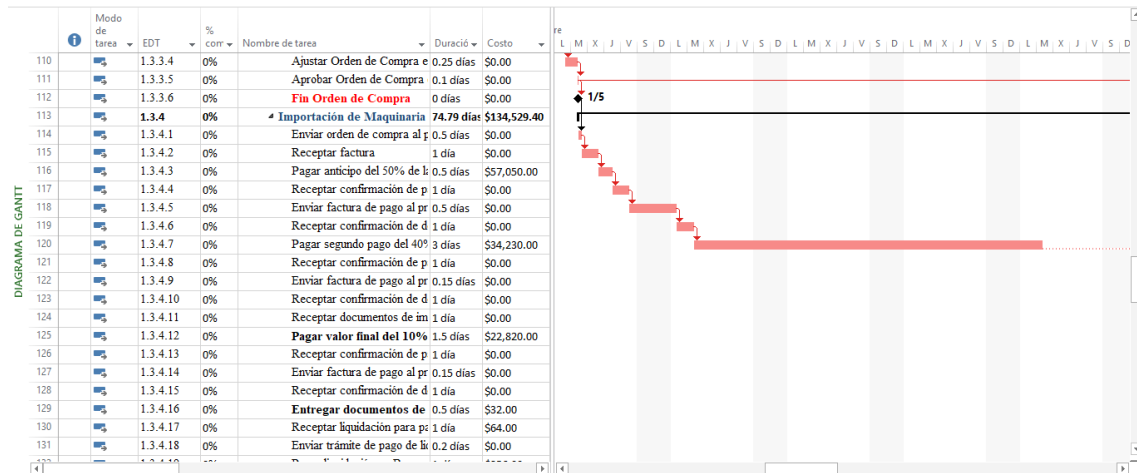 Modo de tarea EDT % com Nombre de tarea Duració Costo
re
L M X J V S D L M X J V S D L M X J V S D L M X J V S D L M X J V S D
DIAGRAMA DE GANTT
110 1.3.3.4 0% Ajustar Orden de Compra e 0.25 días $0.00
111 1.3.3.5 0% Aprobar Orden de Compra 0.1 días $0.00
112 1.3.3.6 0% Fin Orden de Compra 0 días $0.00 1/5
113 1.3.4 0% Importación de Maquinaria 74.79 días $134,529.40
114 1.3.4.1 0% Enviar orden de compra al p 0.5 días $0.00
115 1.3.4.2 0% Receptar factura 1 día $0.00
116 1.3.4.3 0% Pagar anticipo del 50% de la 0.5 días $57,050.00
117 1.3.4.4 0% Receptar confirmación de p 1 día $0.00
118 1.3.4.5 0% Enviar factura de pago al pr 0.5 días $0.00
119 1.3.4.6 0% Receptar confirmación de d 1 día $0.00
120 1.3.4.7 0% Pagar segundo pago del 40% 3 días $34,230.00
121 1.3.4.8 0% Receptar confirmación de p 1 día $0.00
122 1.3.4.9 0% Enviar factura de pago al pr 0.15 días $0.00
123 1.3.4.10 0% Receptar confirmación de d 1 día $0.00
124 1.3.4.11 0% Receptar documentos de im 1 día $0.00
125 1.3.4.12 0% Pagar valor final del 10% 1.5 días $22,820.00
126 1.3.4.13 0% Receptar confirmación de p 1 día $0.00
127 1.3.4.14 0% Enviar factura de pago al pr 0.15 días $0.00
128 1.3.4.15 0% Receptar confirmación de d 1 día $0.00
129 1.3.4.16 0% Entregar documentos de 0.5 días $32.00
130 1.3.4.17 0% Receptar liquidación para pa 1 día $64.00
131 1.3.4.18 0% Enviar trámite de pago de liq 0.2 días $0.00